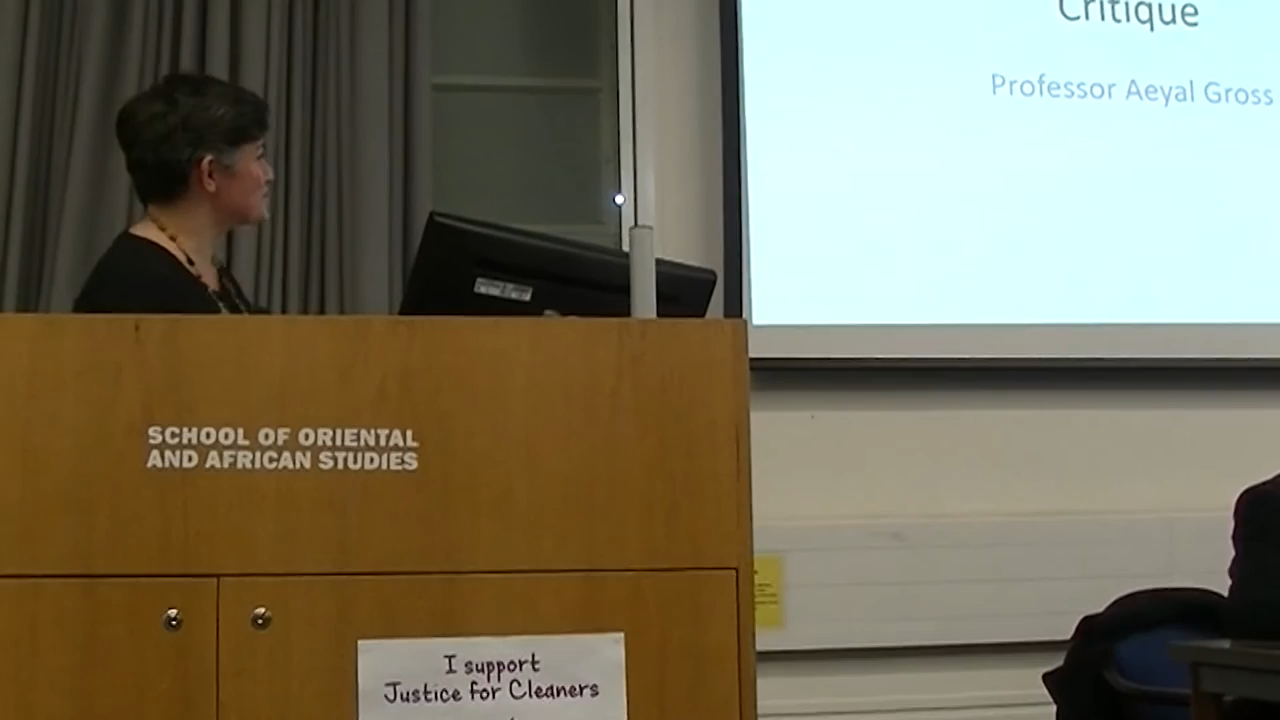 Critique
Professor Aeyal Gross
SCHOOL OF ORIENTAL
AND AFRICAN STUDIES
I support
Justice for Cleaners